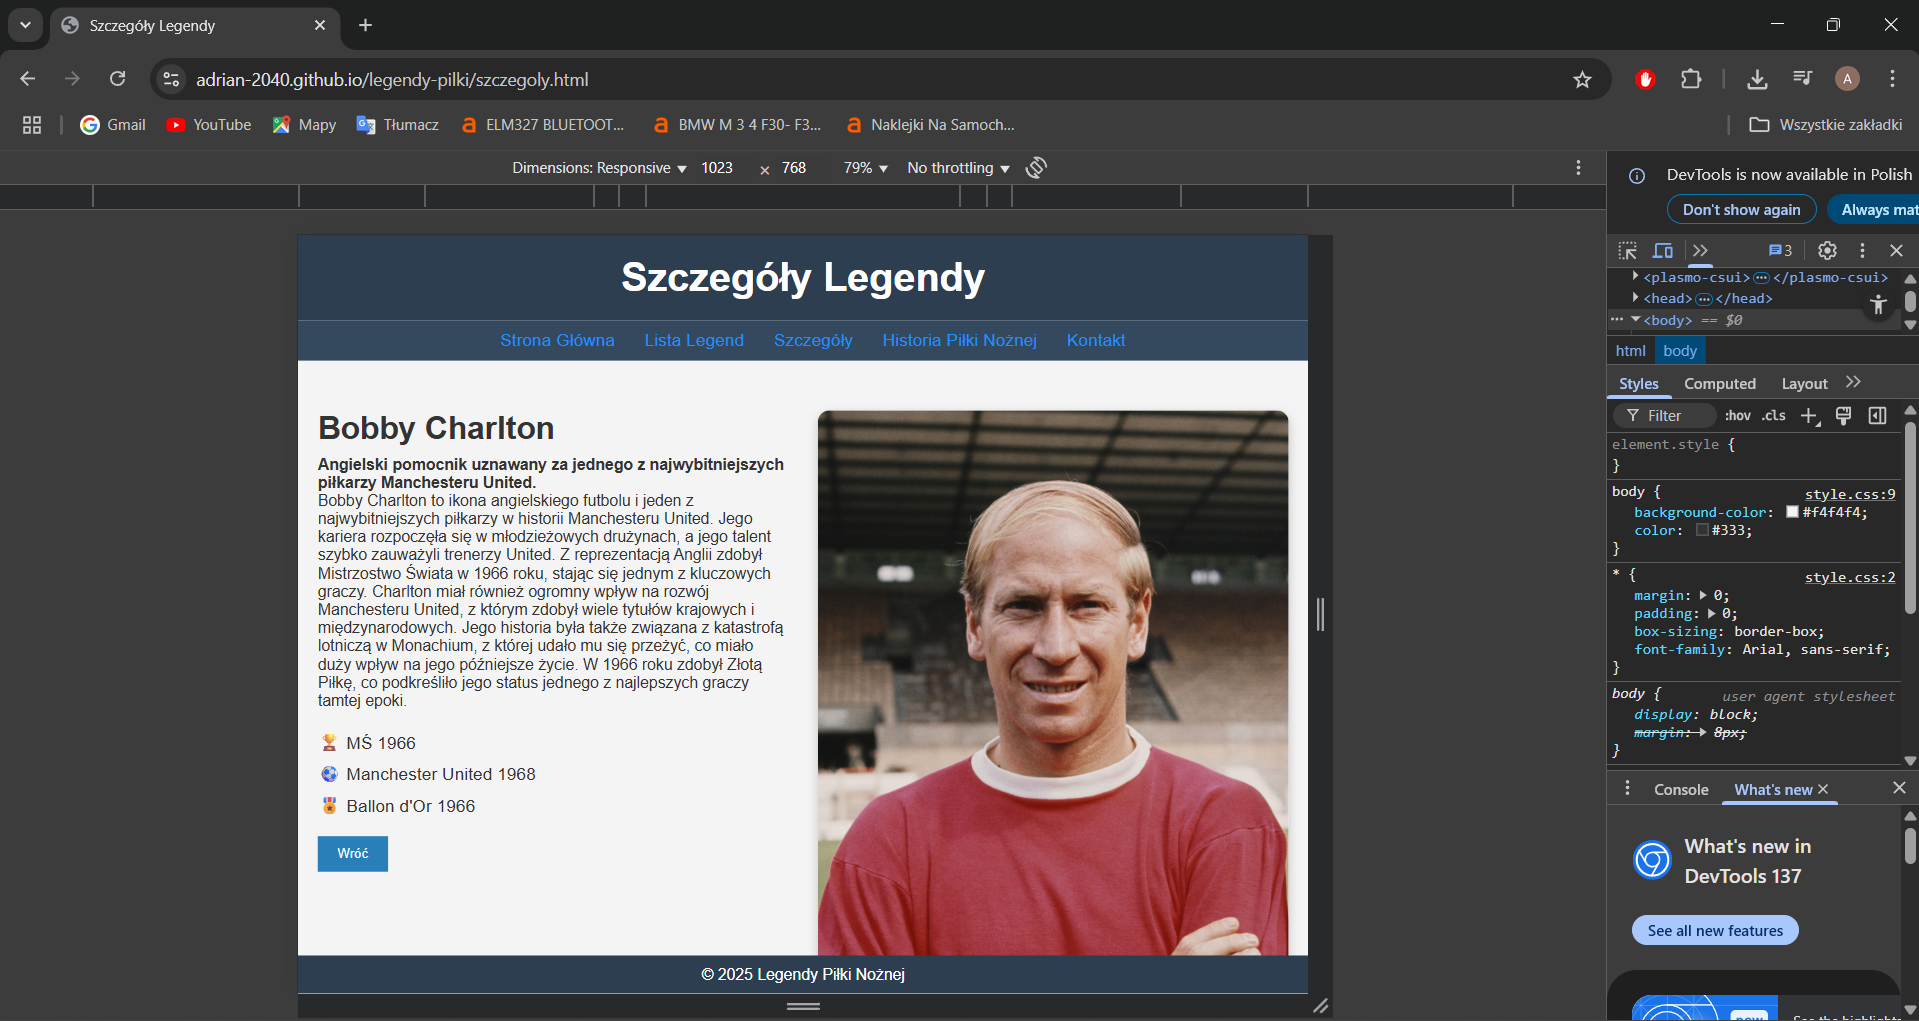 Szczegóły Legendy
adrian-2040.github.io/legendy-pilki/szczegoly.html
A
Gmail
YouTube
Mapy
Tłumacz
ELM327 BLUETOOT...
BMW M 3 4 F30- F3...
Naklejki Na Samoch...
Wszystkie zakładki
Dimensions: Responsive ▼ 1023 × 768 79% ▼ No throttling ▼
DevTools is now available in Polish
Don't show again
Always mat
3
<plasmo-csui>…</plasmo-csui>
<head>…</head>
<body> == $0
html body
Styles Computed Layout
Filter :hov .cls
element.style {
}
body { style.css:9
background-color: #f4f4f4;
color: #333;
}
* { style.css:2
margin: 0;
padding: 0;
box-sizing: border-box;
font-family: Arial, sans-serif;
}
body { user agent stylesheet
display: block;
margin: 8px;
}
Console What's new
What's new in
DevTools 137
See all new features
new
Szczegóły Legendy
Strona Główna Lista Legend Szczegóły Historia Piłki Nożnej Kontakt
Bobby Charlton
Angielski pomocnik uznawany za jednego z najwybitniejszych
piłkarzy Manchesteru United.
Bobby Charlton to ikona angielskiego futbolu i jeden z
najwybitniejszych piłkarzy w historii Manchesteru United. Jego
kariera rozpoczęła się w młodzieżowych drużynach, a jego talent
szybko zauważyli trenerzy United. Z reprezentacją Anglii zdobył
Mistrzostwo Świata w 1966 roku, stając się jednym z kluczowych
graczy. Charlton miał również ogromny wpływ na rozwój
Manchesteru United, z którym zdobył wiele tytułów krajowych i
międzynarodowych. Jego historia była także związana z katastrofą
lotniczą w Monachium, z której udało mu się przeżyć, co miało
duży wpływ na jego późniejsze życie. W 1966 roku zdobył Złotą
Piłkę, co podkreśliło jego status jednego z najlepszych graczy
tamtej epoki.
🏆 MŚ 1966
⚽ Manchester United 1968
🏅 Ballon d'Or 1966
Wróć
© 2025 Legendy Piłki Nożnej